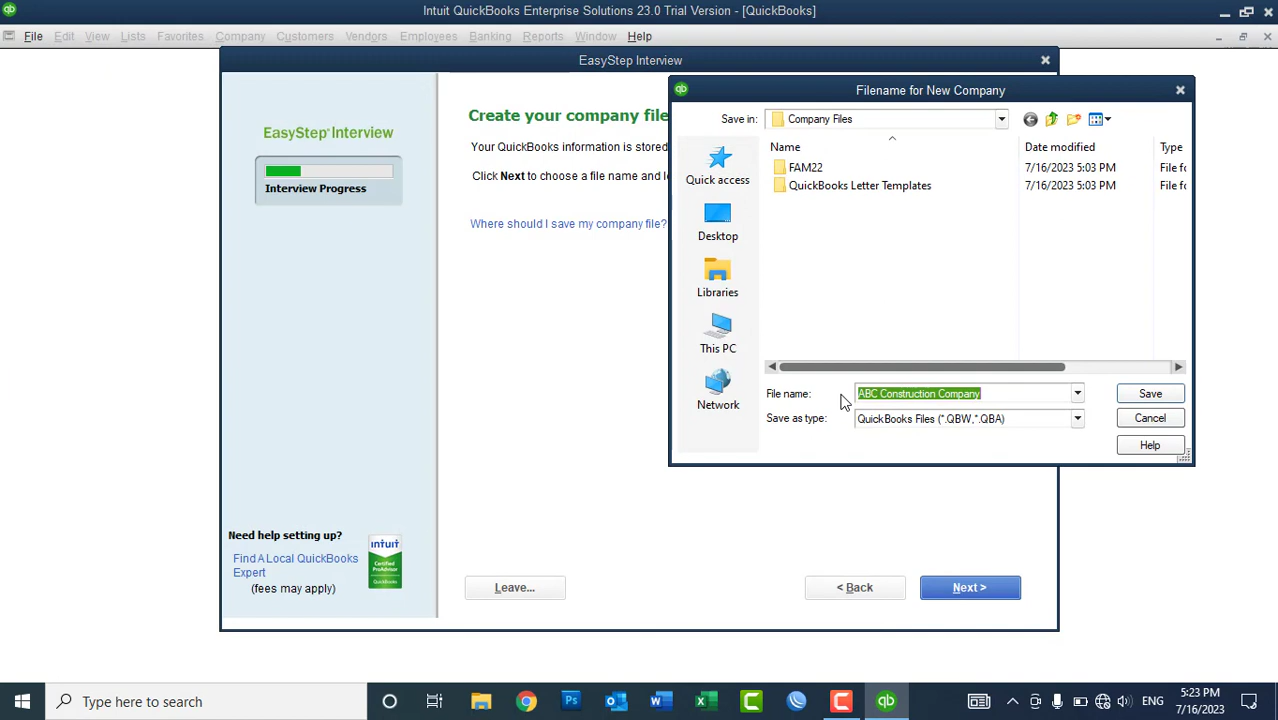 Intuit QuickBooks Enterprise Solutions 23.0 Trial Version - [QuickBooks]
File Edit View Lists Favorites Company Customers Vendors Employees Banking Reports Window Help
EasyStep Interview
EasyStep Interview
Interview Progress
Need help setting up?
Find A Local QuickBooks
Expert
(fees may apply)
intuit
Certified
ProAdvisor
QuickBooks
Create your company file
Your QuickBooks information is stored
Click Next to choose a file name and
Where should I save my company file?
Leave...
< Back
Next >
Filename for New Company
Save in: Company Files
Quick access
Desktop
Libraries
This PC
Network
Name Date modified Type
FAM22 7/16/2023 5:03 PM File
QuickBooks Letter Templates 7/16/2023 5:03 PM File
File name: ABC Construction Company Save
Save as type: QuickBooks Files (*.QBW,*.QBA) Cancel
Help
Type here to search
ENG
5:23 PM
7/16/2023